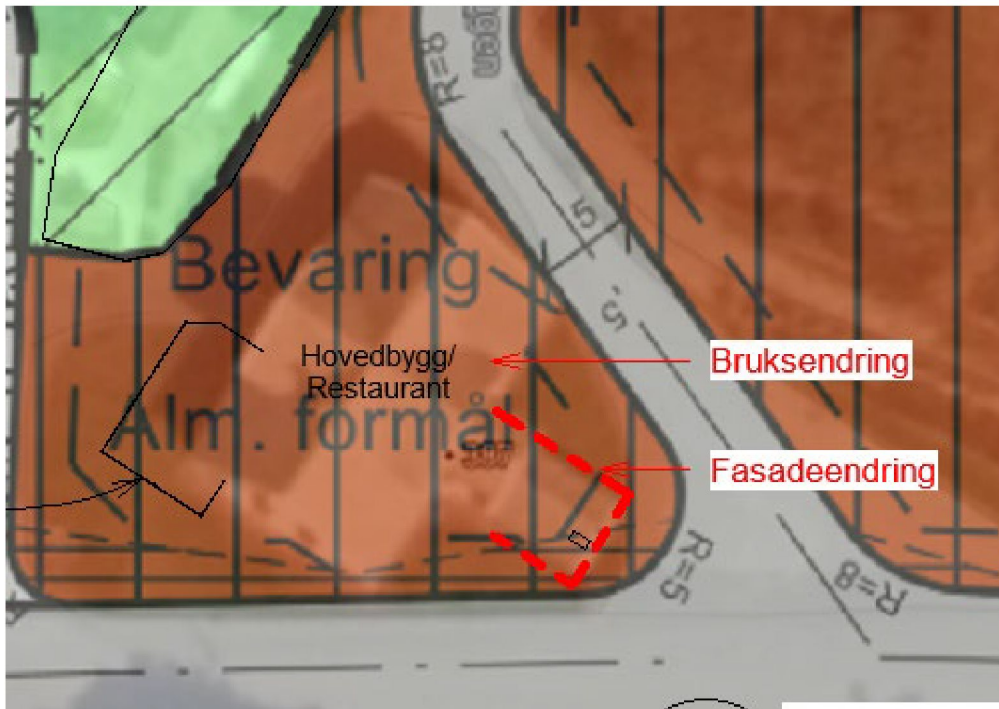 R=8
5
Bevaring
5
Hovedbygg/
Restaurant
Bruksendring
Alm. formål
Fasadeendring
R=5
R=8